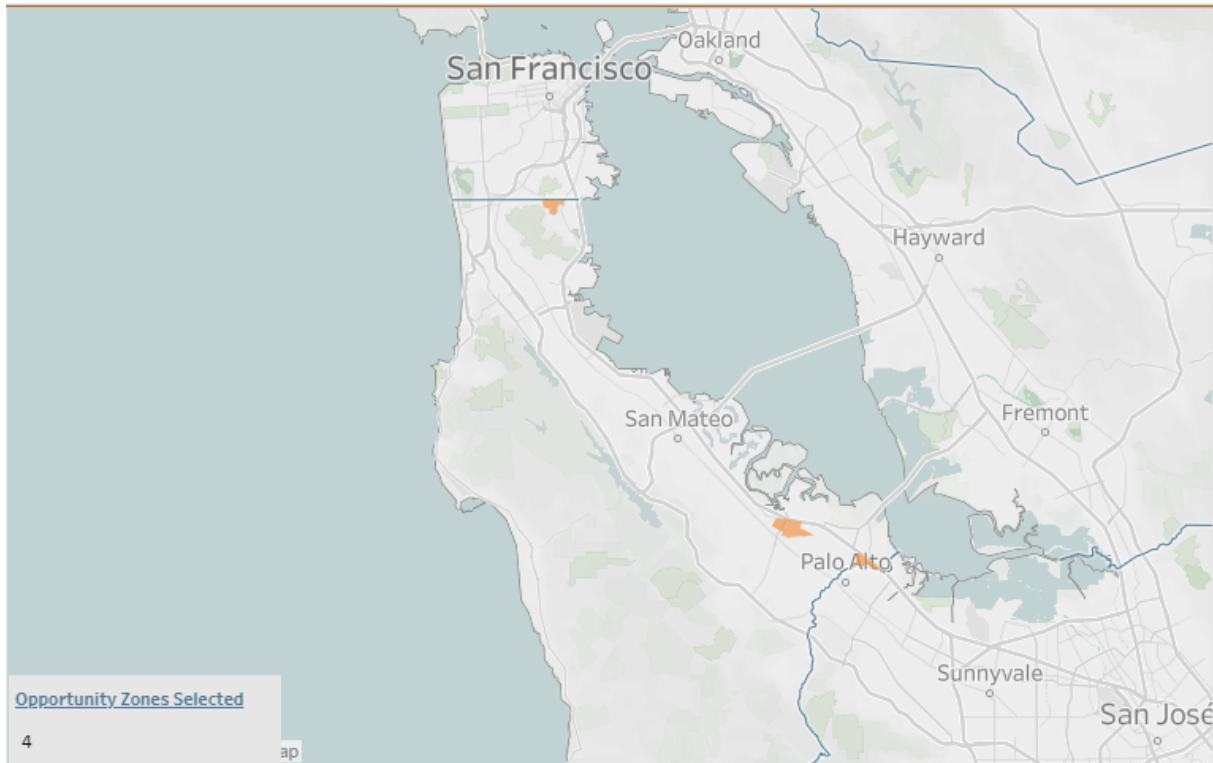 Oakland
San Francisco
Hayward
San Mateo
Fremont
Palo Alto
Sunnyvale
San José
Opportunity Zones Selected
4
ap